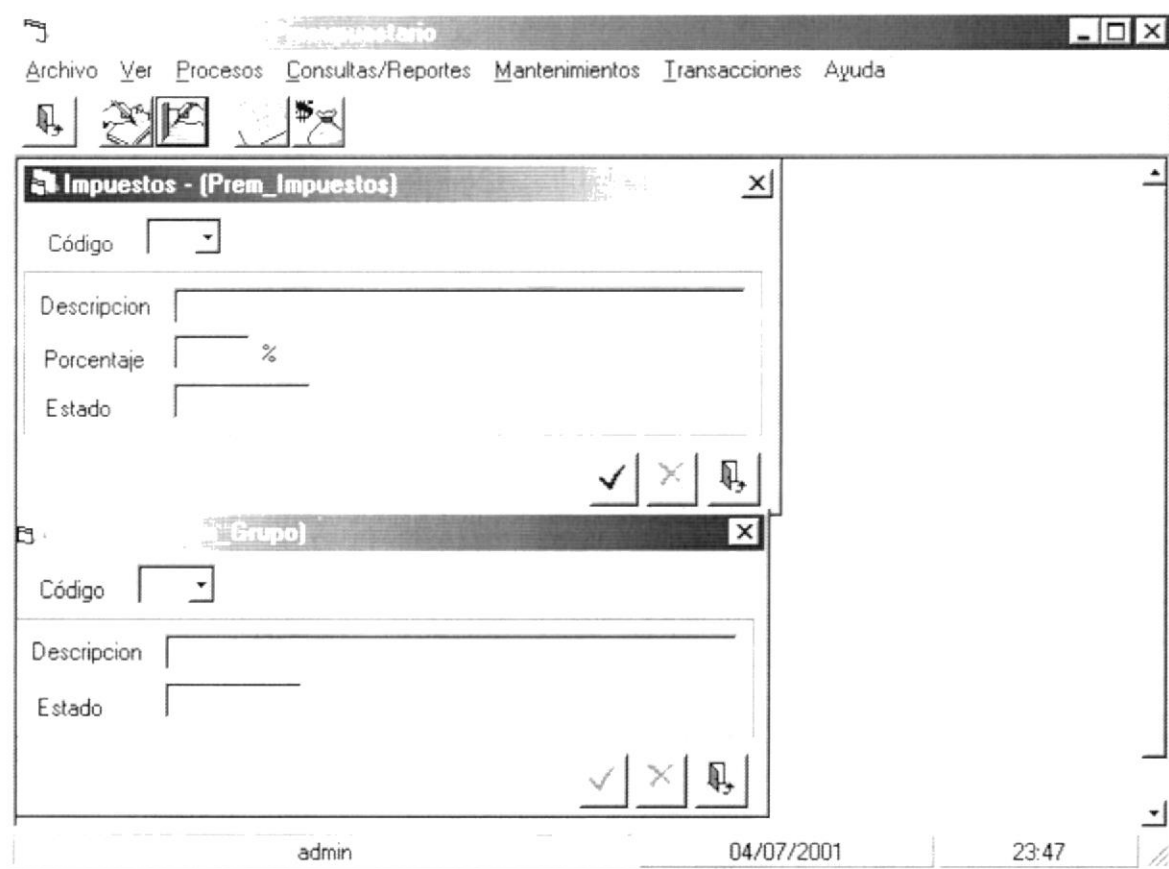 Archivo Ver Procesos Consultas/Reportes Mantenimientos Transacciones Ayuda
Impuestos - (Prem_Impuestos)
Código
Descripcion
Porcentaje %
Estado
_Grupo)
Código
Descripcion
Estado
admin 04/07/2001 23:47